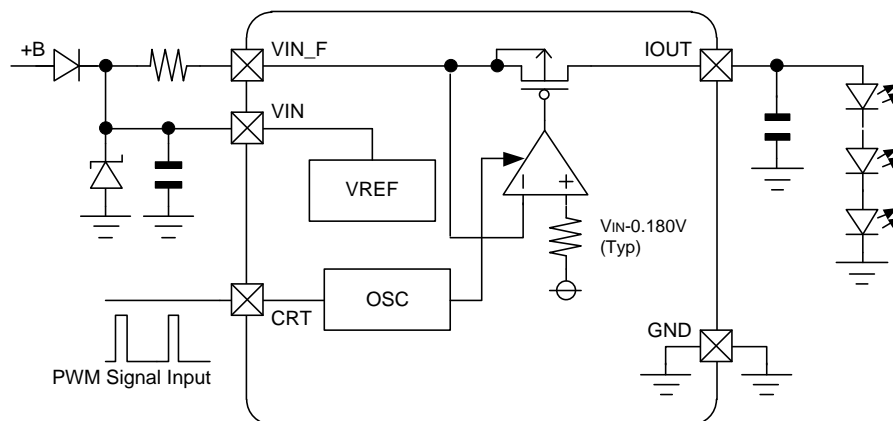 +B
VIN_F
IOUT
VIN
VREF
VIN-0.180V
(Typ)
OSC
CRT
GND
PWM Signal Input